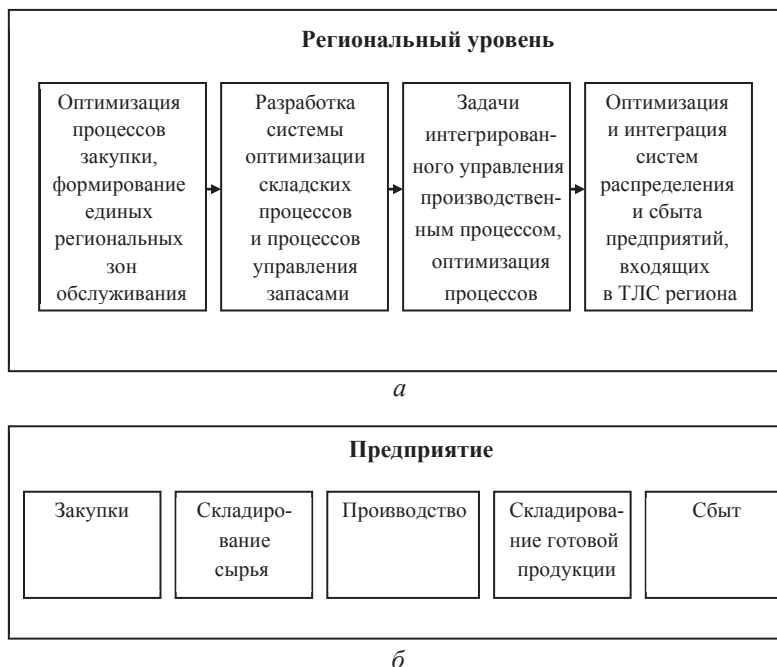 Региональный уровень
Оптимизация
процессов
закупки,
формирование
единых
региональных
зон
обслуживания
Разработка
системы
оптимизации
складских
процессов
и процессов
управления
запасами
Задачи
интегрирован-
ного управления
производствен-
ным процессом,
оптимизация
процессов
Оптимизация
и интеграция
систем
распределения
и сбыта
предприятий,
входящих
в ТЛС региона
а
Предприятие
Закупки
Складиро-
вание
сырья
Производство
Складирова-
ние готовой
продукции
Сбыт
б